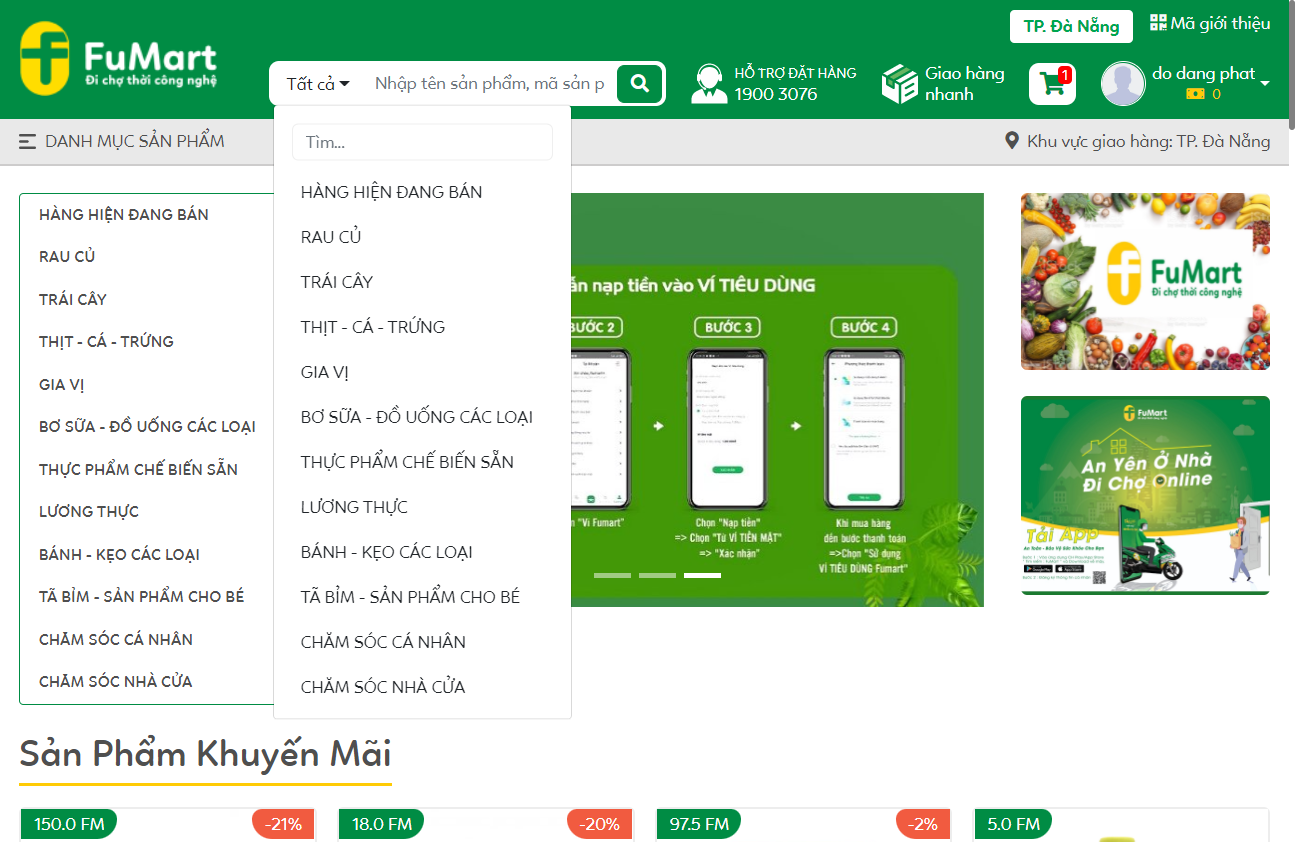 TP. Đà Nẵng
Mã giới thiệu
FuMart
Đi chợ thời công nghệ
Tất cả
Nhập tên sản phẩm, mã sản p
HỖ TRỢ ĐẶT HÀNG
1900 3076
Giao hàng
nhanh
1
do dang phat
0
DANH MỤC SẢN PHẨM
Khu vực giao hàng: TP. Đà Nẵng
HÀNG HIỆN ĐANG BÁN
RAU CỦ
TRÁI CÂY
THỊT - CÁ - TRỨNG
GIA VỊ
BƠ SỮA - ĐỒ UỐNG CÁC LOẠI
THỰC PHẨM CHẾ BIẾN SẴN
LƯƠNG THỰC
BÁNH - KẸO CÁC LOẠI
TÃ BỈM - SẢN PHẨM CHO BÉ
CHĂM SÓC CÁ NHÂN
CHĂM SÓC NHÀ CỬA
Tìm...
HÀNG HIỆN ĐANG BÁN
RAU CỦ
TRÁI CÂY
THỊT - CÁ - TRỨNG
GIA VỊ
BƠ SỮA - ĐỒ UỐNG CÁC LOẠI
THỰC PHẨM CHẾ BIẾN SẴN
LƯƠNG THỰC
BÁNH - KẸO CÁC LOẠI
TÃ BỈM - SẢN PHẨM CHO BÉ
CHĂM SÓC CÁ NHÂN
CHĂM SÓC NHÀ CỬA
nạp tiền vào VÍ TIÊU DÙNG
BƯỚC 2
BƯỚC 3
BƯỚC 4
"Ví Fumart"
Chọn "Nạp tiền"
=> Chọn "Từ VÍ TIỀN MẶT"
=> "Xác nhận"
Khi mua hàng
đến bước thanh toán
=>Chọn "Sử dụng
VÍ TIÊU DÙNG Fumart"
FuMart
Đi chợ thời công nghệ
FuMart
An Yên Ở Nhà
Đi Chợ Online
Tải App
Sản Phẩm Khuyến Mãi
150.0 FM
-21%
18.0 FM
-20%
97.5 FM
-2%
5.0 FM